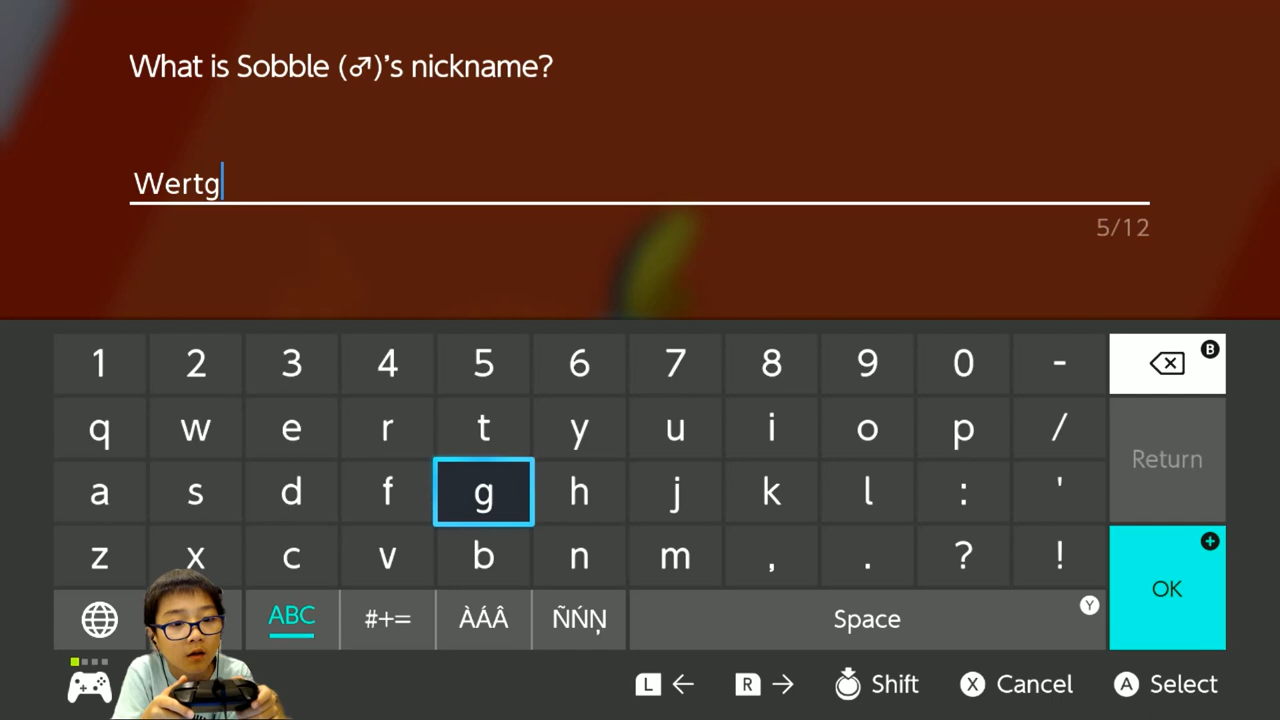 What is Sobble (♂)'s nickname?
Wertg
5/12
1 2 3 4 5 6 7 8 9 0 - B
q w e r t y u i o p / Return
a s d f g h j k l : '
z x c v b n m , . ? ! + OK
ABC #+= ÀÁÂ ÑŃŅ Space Y
L ← R → Shift X Cancel A Select